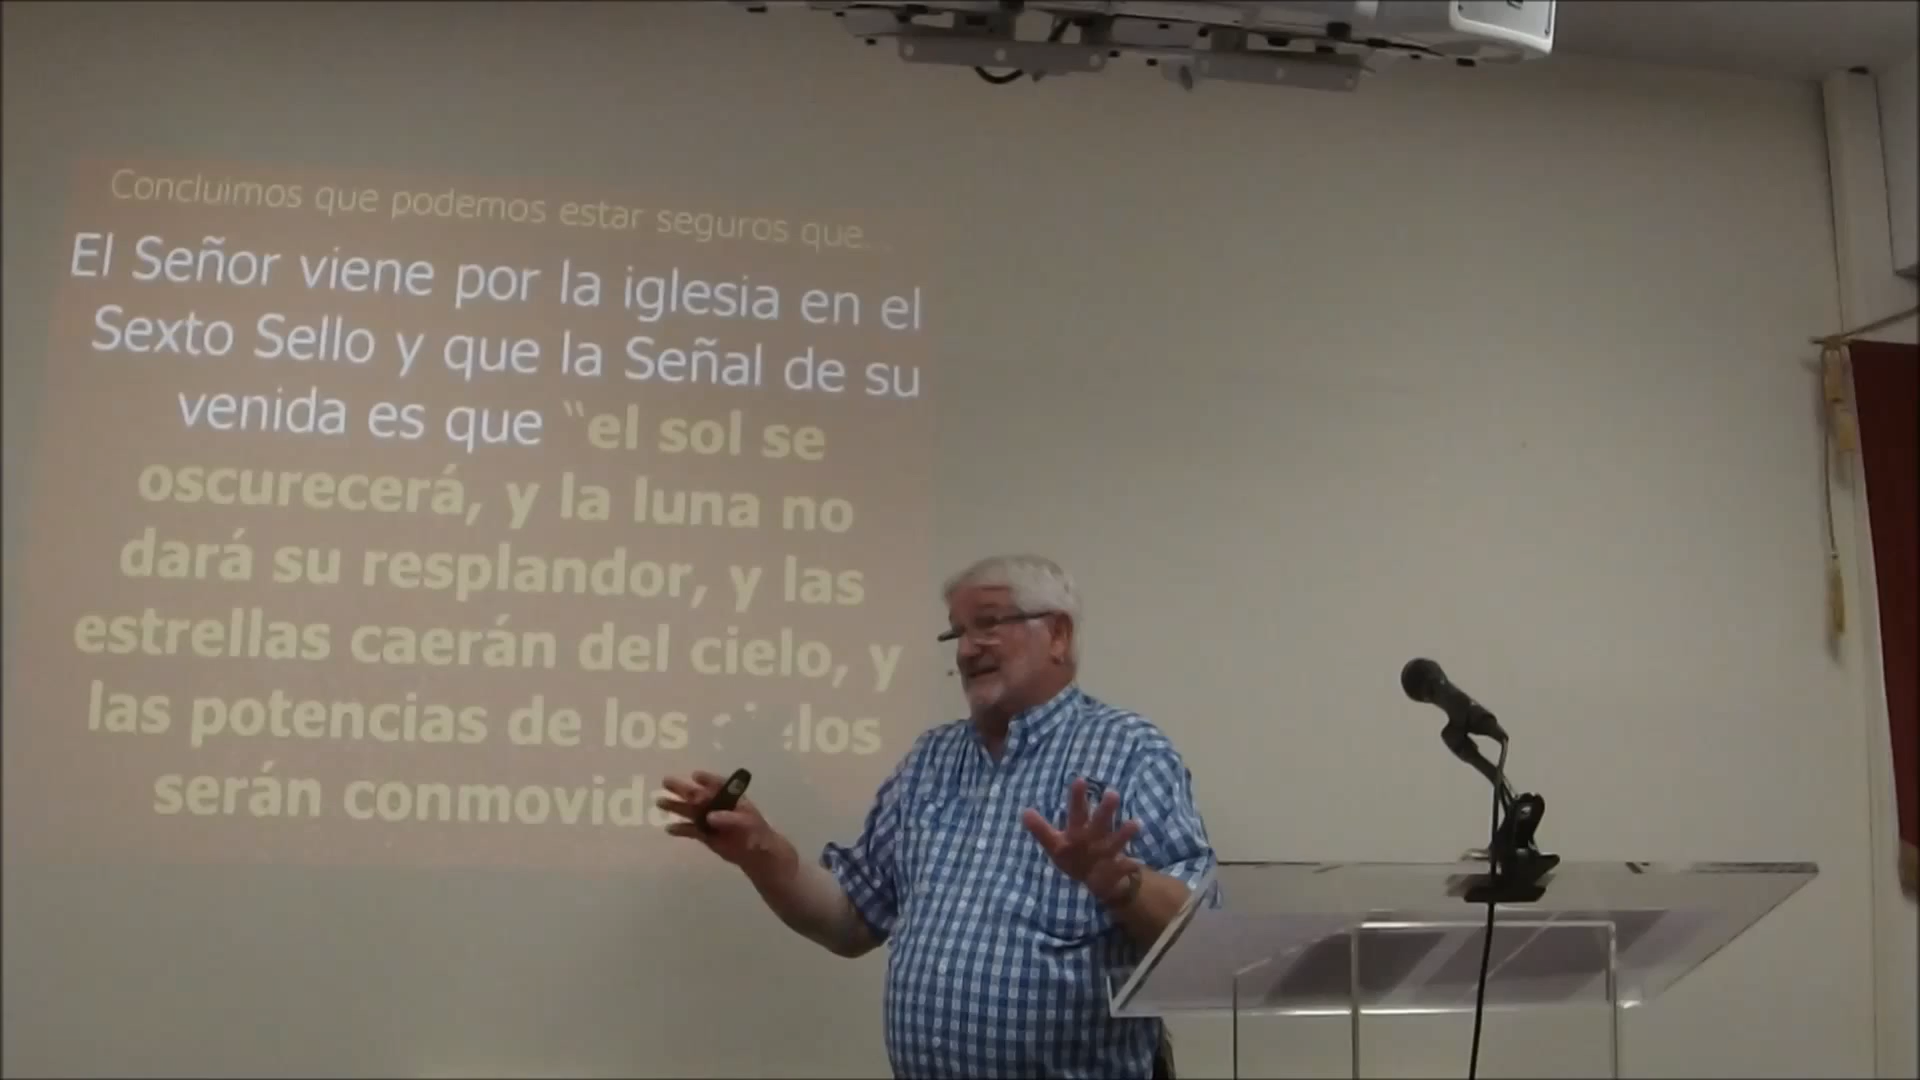 Concluimos que podemos estar seguros que...
El Señor viene por la iglesia en el
Sexto Sello y que la Señal de su
venida es que “el sol se
oscurecerá, y la luna no
dará su resplandor, y las
estrellas caerán del cielo, y
las potencias de los cielos
serán